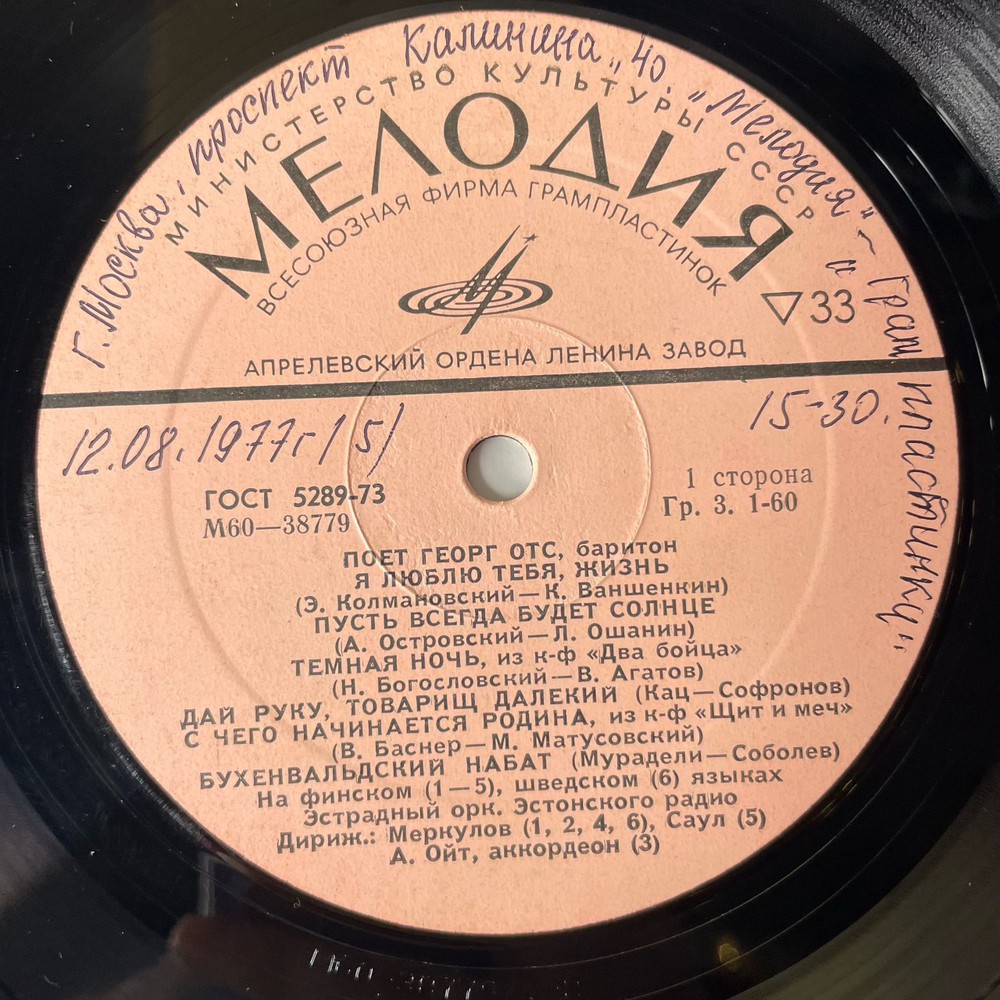 г. Москва, проспект Калинина„ 40. „Мелодия" – „Грам пластинку„
МИНИСТЕРСТВО КУЛЬТУРЫ СССР
МЕЛОДИЯ
ВСЕСОЮЗНАЯ ФИРМА ГРАМПЛАСТИНОК
33
АПРЕЛЕВСКИЙ ОРДЕНА ЛЕНИНА ЗАВОД
12.08.1977г (5)
15-30.
ГОСТ 5289-73
М60—38779
1 сторона
Гр. 3. 1-60
ПОЕТ ГЕОРГ ОТС, баритон
Я ЛЮБЛЮ ТЕБЯ, ЖИЗНЬ
(Э. Колмановский—К. Ваншенкин)
ПУСТЬ ВСЕГДА БУДЕТ СОЛНЦЕ
(А. Островский—Л. Ошанин)
ТЕМНАЯ НОЧЬ, из к-ф «Два бойца»
(Н. Богословский—В. Агатов)
ДАЙ РУКУ, ТОВАРИЩ ДАЛЕКИЙ (Кац—Софронов)
С ЧЕГО НАЧИНАЕТСЯ РОДИНА, из к-ф «Щит и меч»
(В. Баснер—М. Матусовский)
БУХЕНВАЛЬДСКИЙ НАБАТ (Мурадели—Соболев)
На финском (1—5), шведском (6) языках
Эстрадный орк. Эстонского радио
Дириж.: Меркулов (1, 2, 4, 6), Саул (5)
А. Ойт, аккордеон (3)